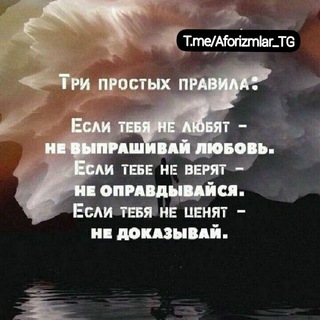 T.me/Aforizmlar_TG
Три простых правила:
Если тебя не любят –
не выпрашивай любовь.
Если тебе не верят –
не оправдывайся.
Если тебя не ценят –
не доказывай.